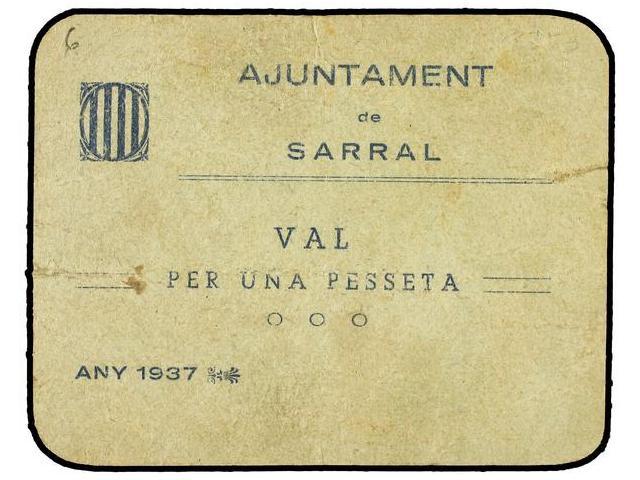 6
AJUNTAMENT
de
SARRAL
VAL
PER UNA PESSETA
ANY 1937